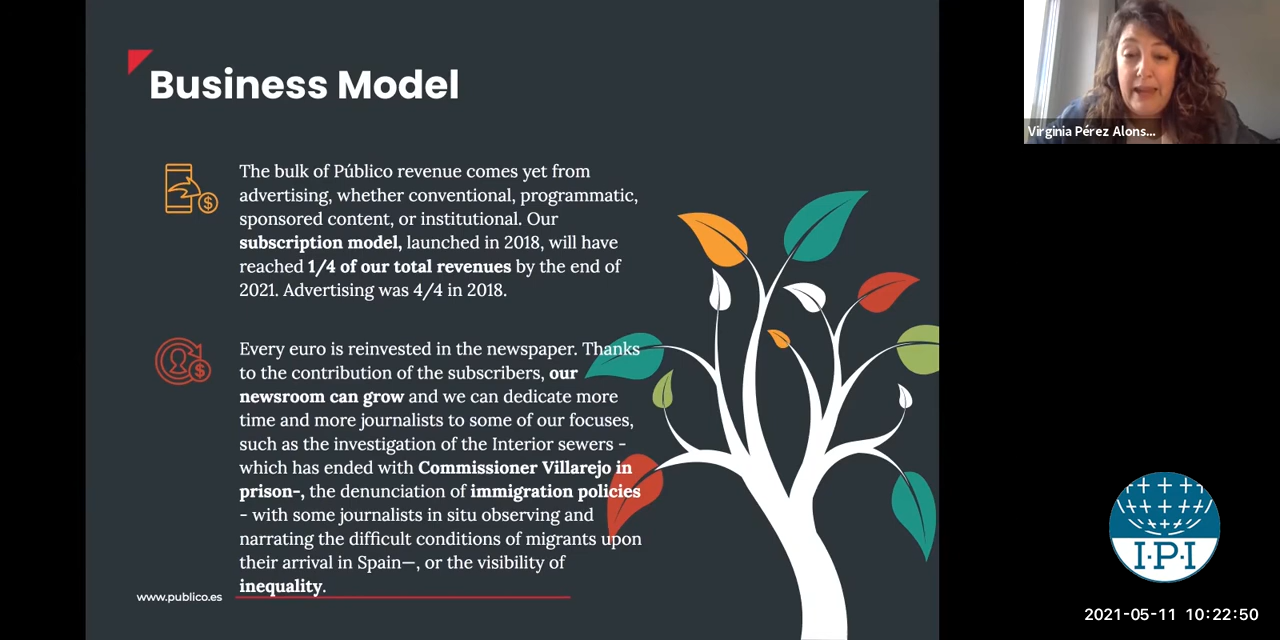 Business Model
The bulk of Público revenue comes yet from
advertising, whether conventional, programmatic,
sponsored content, or institutional. Our
subscription model, launched in 2018, will have
reached 1/4 of our total revenues by the end of
2021. Advertising was 4/4 in 2018.
Every euro is reinvested in the newspaper. Thanks
to the contribution of the subscribers, our
newsroom can grow and we can dedicate more
time and more journalists to some of our focuses,
such as the investigation of the Interior sewers -
which has ended with Commissioner Villarejo in
prison-, the denunciation of immigration policies
- with some journalists in situ observing and
narrating the difficult conditions of migrants upon
their arrival in Spain—, or the visibility of
inequality.
www.publico.es
Virginia Pérez Alons...
I·P·I
2021-05-11 10:22:50